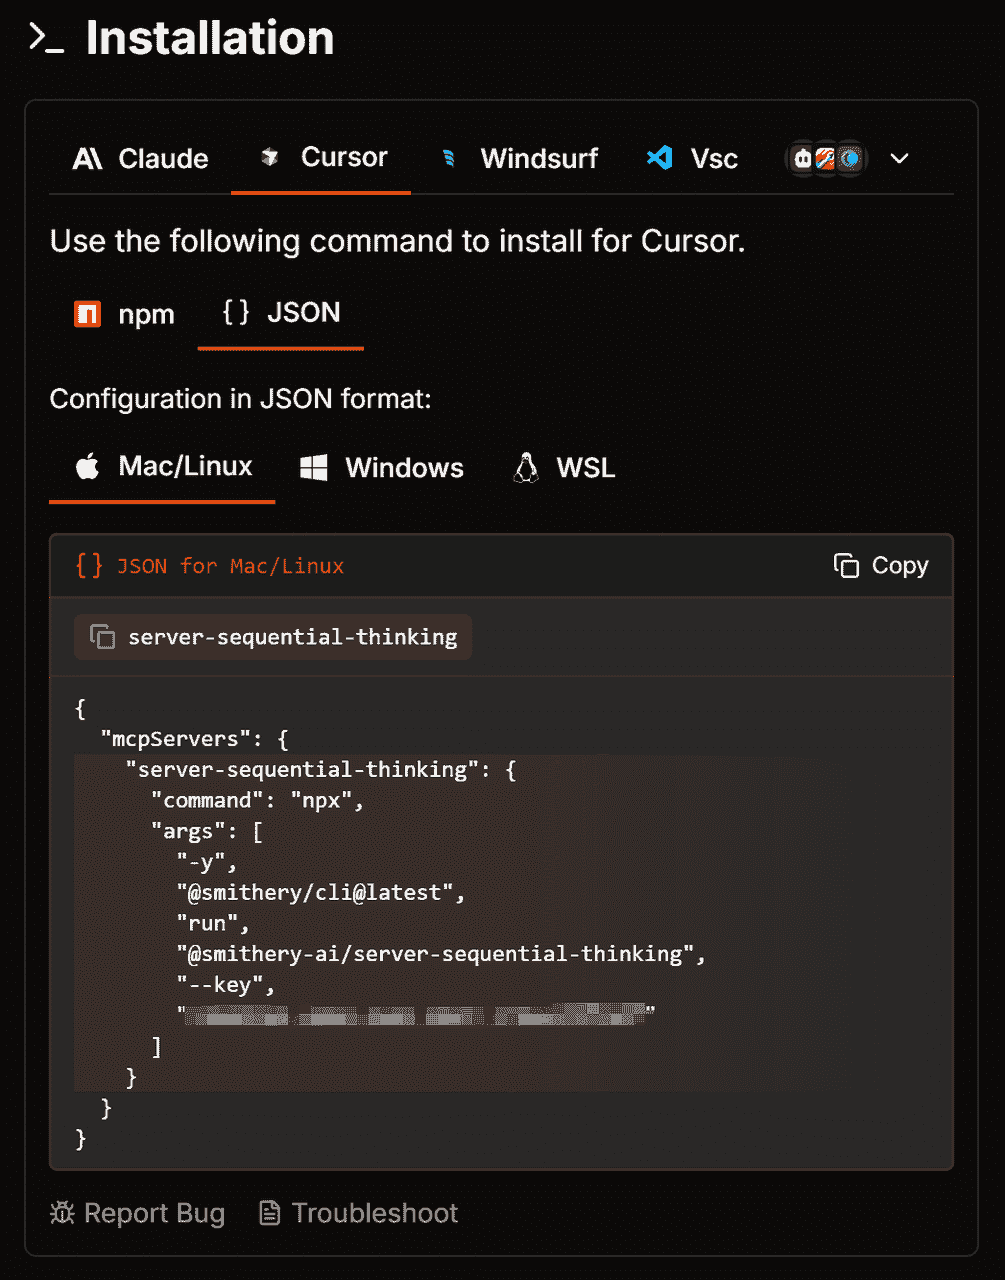 Installation
Claude Cursor Windsurf Vsc
Use the following command to install for Cursor.
npm {} JSON
Configuration in JSON format:
Mac/Linux Windows WSL
{} JSON for Mac/Linux Copy
server-sequential-thinking
{
  "mcpServers": {
    "server-sequential-thinking": {
      "command": "npx",
      "args": [
        "-y",
        "@smithery/cli@latest",
        "run",
        "@smithery-ai/server-sequential-thinking",
        "--key",
        " "
      ]
    }
  }
}
Report Bug Troubleshoot